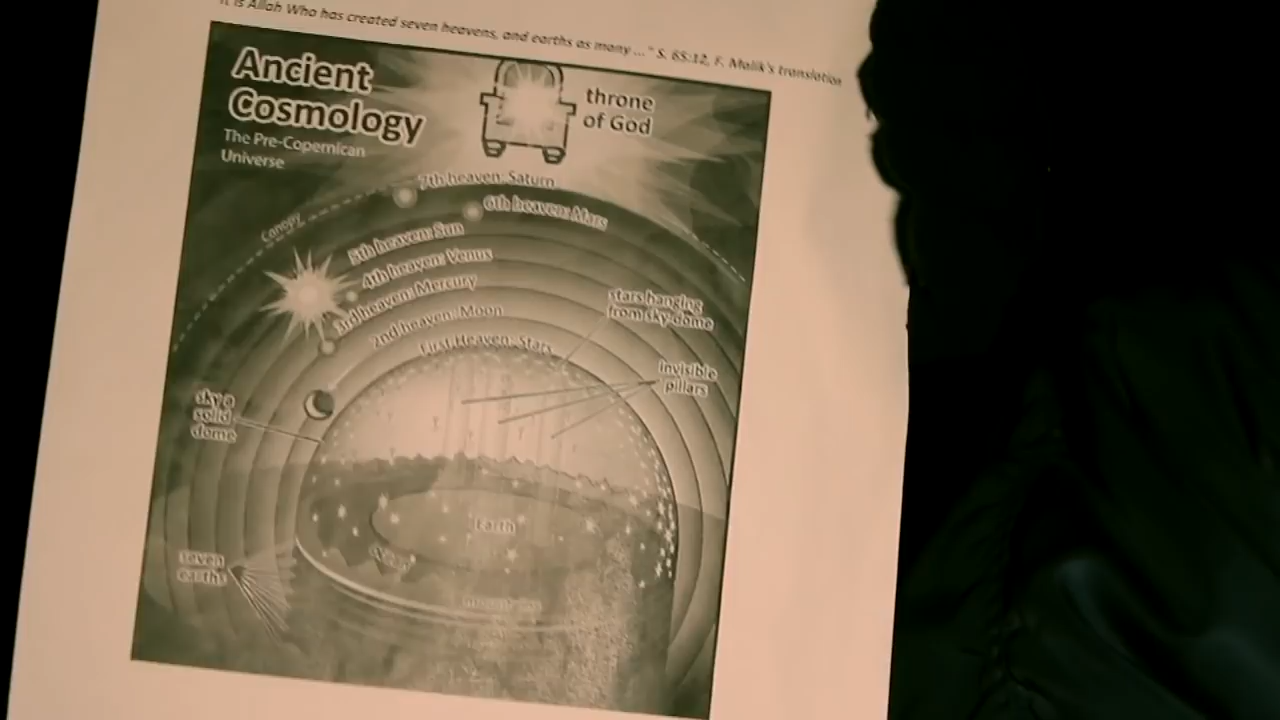 It is Allah Who has created seven heavens, and earths as many ..." S. 65:12, F. Malik's translation
Ancient
Cosmology
The Pre-Copernican
Universe
throne
of God
7th heaven: Saturn
6th heaven: Mars
Canopy
5th heaven: Sun
4th heaven: Venus
3rd heaven: Mercury
2nd heaven: Moon
First Heaven: Stars
stars hanging
from sky dome
invisible
pillars
sky a
solid
dome
Earth
seven
earths
mountains